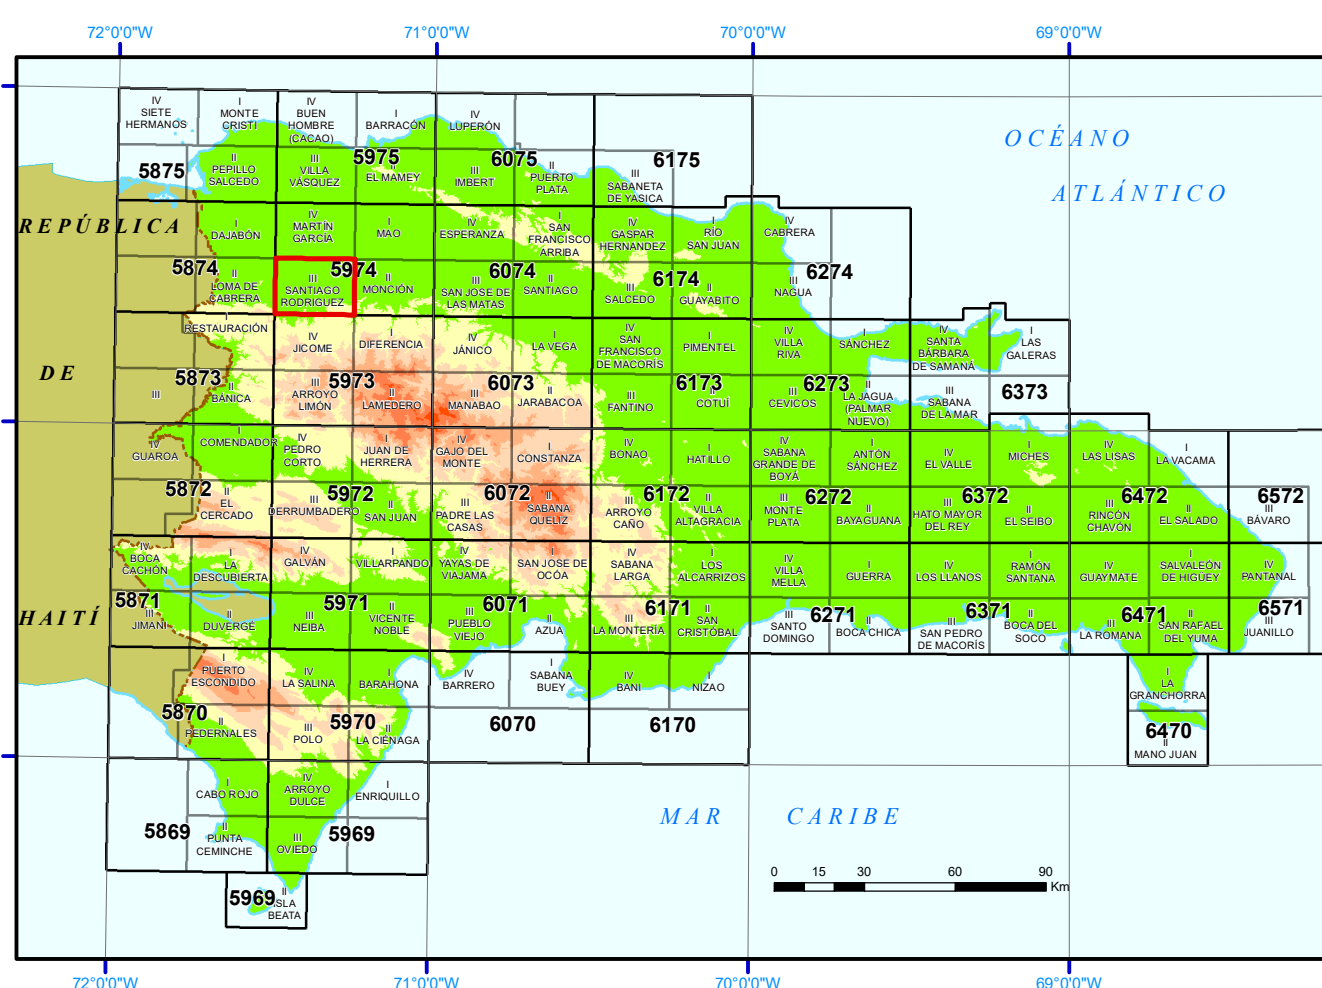 72°0'0"W
71°0'0"W
70°0'0"W
69°0'0"W
OCÉANO
ATLÁNTICO
REPÚBLICA
DE
HAITÍ
MAR CARIBE
IV
SIETE
HERMANOS
I
MONTE
CRISTI
IV
BUEN
HOMBRE
(CACAO)
I
BARRACÓN
IV
LUPERÓN
5875
II
PEPILLO
SALCEDO
III
VILLA
VÁSQUEZ
5975
II
EL MAMEY
III
IMBERT
6075
II
PUERTO
PLATA
6175
III
SABANETA
DE YASICA
I
DAJABÓN
IV
MARTÍN
GARCÍA
I
MAO
IV
ESPERANZA
I
SAN
FRANCISCO
ARRIBA
IV
GASPAR
HERNANDEZ
I
RÍO
SAN JUAN
IV
CABRERA
5874
II
LOMA DE
CABRERA
III
SANTIAGO
RODRIGUEZ
5974
II
MONCIÓN
III
SAN JOSE DE
LAS MATAS
6074
II
SANTIAGO
III
SALCEDO
6174
II
GUAYABITO
III
NAGUA
6274
I
RESTAURACIÓN
IV
JICOME
I
DIFERENCIA
IV
JÁNICO
I
LA VEGA
IV
SAN
FRANCISCO
DE MACORÍS
I
PIMENTEL
IV
VILLA
RIVA
I
SÁNCHEZ
IV
SANTA
BÁRBARA
DE SAMANÁ
I
LAS
GALERAS
III
5873
II
BÁNICA
III
ARROYO
LIMÓN
5973
II
LAMEDERO
III
MANABAO
6073
II
JARABACOA
III
FANTINO
6173
II
COTUÍ
III
CEVICOS
6273
II
LA JAGUA
(PALMAR
NUEVO)
III
SABANA
DE LA MAR
6373
IV
GUAROA
I
COMENDADOR
IV
PEDRO
CORTO
I
JUAN DE
HERRERA
IV
GAJO DEL
MONTE
I
CONSTANZA
IV
BONAO
I
HATILLO
IV
SABANA
GRANDE DE
BOYÁ
I
ANTÓN
SÁNCHEZ
IV
EL VALLE
I
MICHES
IV
LAS LISAS
I
LA VACAMA
5872
II
EL
CERCADO
III
DERRUMBADERO
5972
II
SAN JUAN
III
PADRE LAS
CASAS
6072
II
SABANA
QUELIZ
III
ARROYO
CAÑO
6172
II
VILLA
ALTAGRACIA
III
MONTE
PLATA
6272
II
BAYAGUANA
III
HATO MAYOR
DEL REY
6372
II
EL SEIBO
III
RINCÓN
CHAVÓN
6472
II
EL SALADO
6572
III
BÁVARO
IV
BOCA
CACHÓN
I
LA
DESCUBIERTA
IV
GALVÁN
I
VILLARPANDO
IV
YAYAS DE
VIAJAMA
I
SAN JOSE DE
OCÓA
IV
SABANA
LARGA
I
LOS
ALCARRIZOS
IV
VILLA
MELLA
I
GUERRA
IV
LOS LLANOS
I
RAMÓN
SANTANA
IV
GUAYMATE
I
SALVALEÓN
DE HIGÜEY
IV
PANTANAL
5871
III
JIMANI
II
DUVERGÉ
III
NEIBA
5971
II
VICENTE
NOBLE
III
PUEBLO
VIEJO
6071
II
AZUA
III
LA MONTERÍA
6171
II
SAN
CRISTÓBAL
III
SANTO
DOMINGO
6271
II
BOCA CHICA
III
SAN PEDRO
DE MACORÍS
6371
II
BOCA DEL
SOCO
III
LA ROMANA
6471
II
SAN RAFAEL
DEL YUMA
6571
III
JUANILLO
I
PUERTO
ESCONDIDO
IV
LA SALINA
I
BARAHONA
IV
BARRERO
I
SABANA
BUEY
IV
BANI
I
NIZAO
I
LA
GRANCHORRA
5870
II
PEDERNALES
III
POLO
5970
II
LA CIENAGA
6070
6170
6470
II
MANO JUAN
I
CABO ROJO
IV
ARROYO
DULCE
I
ENRIQUILLO
5869
II
PUNTA
CEMINCHE
III
OVIEDO
5969
5969
II
ISLA
BEATA
0 15 30 60 90
Km
72°0'0"W
71°0'0"W
70°0'0"W
69°0'0"W